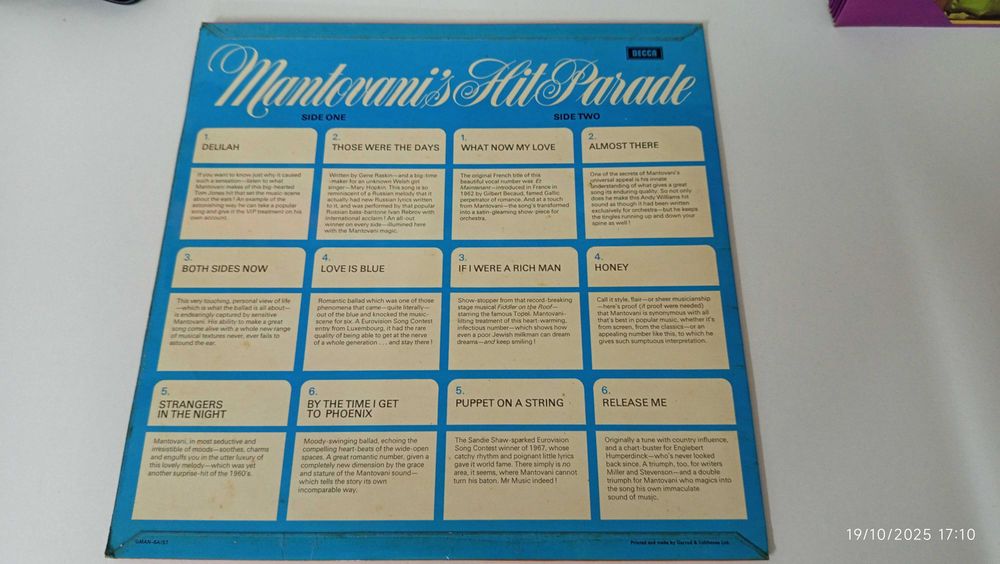 DECCA
Mantovani's Hit Parade
SIDE ONE
SIDE TWO
1.
DELILAH
If you want to know just why it caused
such a sensation—listen to what
Mantovani makes of this big-hearted
Tom Jones hit that set the music-scene
about the ears! An example of the
astonishing way he can take a popular
song and give it the VIP treatment on his
own account.
2.
THOSE WERE THE DAYS
Written by Gene Raskin—and a big-time
-maker for an unknown Welsh girl
singer—Mary Hopkin. This song is so
reminiscent of a Russian melody that it
actually had new Russian lyrics written
to it, and was performed by that popular
Russian bass-baritone Ivan Rebrov with
international acclaim! An all-out
winner on every side—illumined here
with the Mantovani magic.
1.
WHAT NOW MY LOVE
The original French title of this
beautiful vocal number was Et
Maintenant—introduced in France in
1962 by Gilbert Becaud, famed Gallic
perpetrator of romance. And at a touch
from Mantovani—the song's transformed
into a satin-gleaming show-piece for
orchestra.
2.
ALMOST THERE
One of the secrets of Mantovani's
universal appeal is his innate
understanding of what gives a great
song its enduring quality. So not only
does he make this Andy Williams hit
sound as though it had been written
exclusively for orchestra—but he keeps
the tingles running up and down your
spine as well!
3.
BOTH SIDES NOW
This very touching, personal view of life
—which is what the ballad is all about—
is endearingly captured by sensitive
Mantovani. His ability to make a great
song come alive with a whole new range
of musical textures never, ever fails to
astound the ear.
4.
LOVE IS BLUE
Romantic ballad which was one of those
phenomena that came—quite literally—
out of the blue and knocked the music-
scene for six. A Eurovision Song Contest
entry from Luxembourg, it had the rare
quality of being able to get at the nerve
of a whole generation . . . and stay there!
3.
IF I WERE A RICH MAN
Show-stopper from that record-breaking
stage musical Fiddler on the Roof—
starring the famous Topol. Mantovani-
lilting treatment of this heart-warming,
infectious number—which shows how
even a poor Jewish milkman can dream
dreams—and keep smiling!
4.
HONEY
Call it style, flair—or sheer musicianship
—here's proof (if proof were needed)
that Mantovani is synonymous with all
that's best in popular music, whether it's
from screen, from the classics—or an
appealing number like this, to which he
gives such sumptuous interpretation.
5.
STRANGERS
IN THE NIGHT
Mantovani, in most seductive and
irresistible of moods—soothes, charms
and engulfs you in the utter luxury of
this lovely melody—which was yet
another surprise-hit of the 1960's.
6.
BY THE TIME I GET
TO PHOENIX
Moody-swinging ballad, echoing the
compelling heart-beats of the wide-open
spaces. A great romantic number, given a
completely new dimension by the grace
and stature of the Mantovani sound—
which tells the story its own
incomparable way.
5.
PUPPET ON A STRING
The Sandie Shaw-sparked Eurovision
Song Contest winner of 1967, whose
catchy rhythm and poignant little lyrics
gave it world fame. There simply is no
area, it seems, where Mantovani cannot
turn his baton. Mr Music indeed!
6.
RELEASE ME
Originally a tune with country influence,
and a chart-buster for Englebert
Humperdinck—who's never looked
back since. A triumph, too, for writers
Miller and Stevenson—and a double
triumph for Mantovani who magics into
the song his own immaculate
sound of music.
Printed and made by Garrod & Lofthouse Ltd.
19/10/2025 17:10